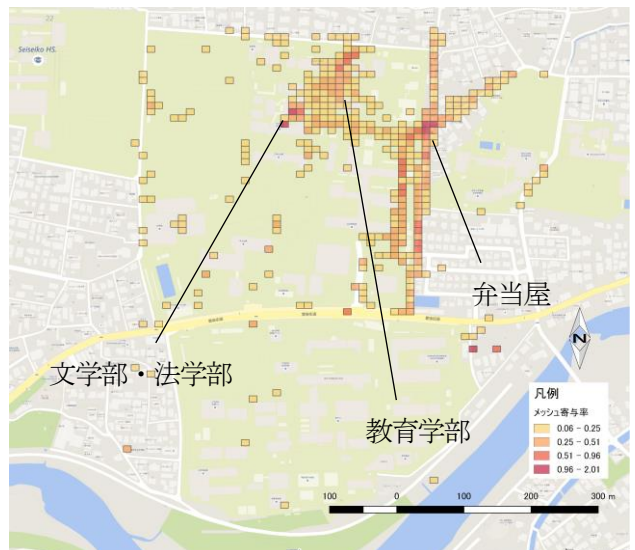 22
Seiseiko HS.
弁当屋
文学部・法学部
教育学部
N
凡例
メッシュ寄与率
0.06 - 0.25
0.25 - 0.51
0.51 - 0.96
0.96 - 2.01
100 0 100 200 300 m